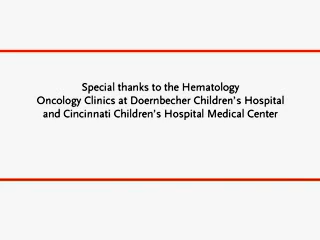 Special thanks to the Hematology
Oncology Clinics at Doernbecher Children's Hospital
and Cincinnati Children's Hospital Medical Center